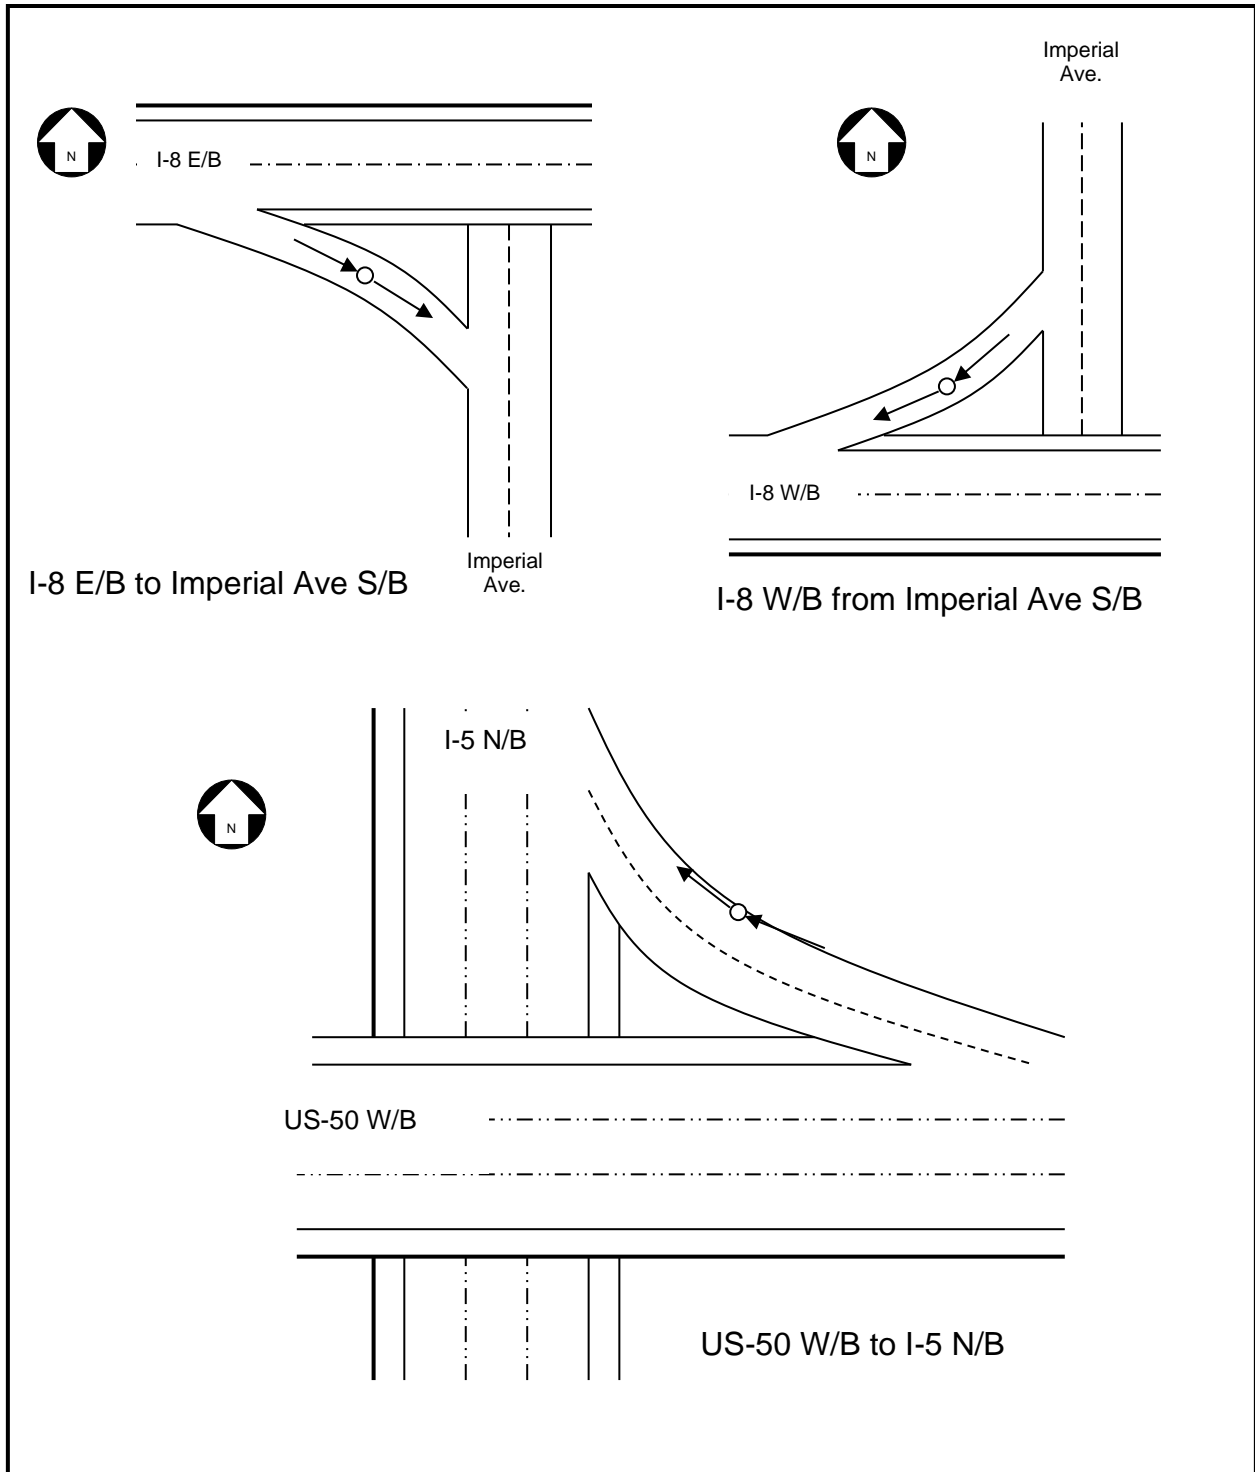 Imperial
Ave.
N
I-8 E/B
N
I-8 W/B
Imperial
Ave.
I-8 E/B to Imperial Ave S/B
I-8 W/B from Imperial Ave S/B
I-5 N/B
N
US-50 W/B
US-50 W/B to I-5 N/B